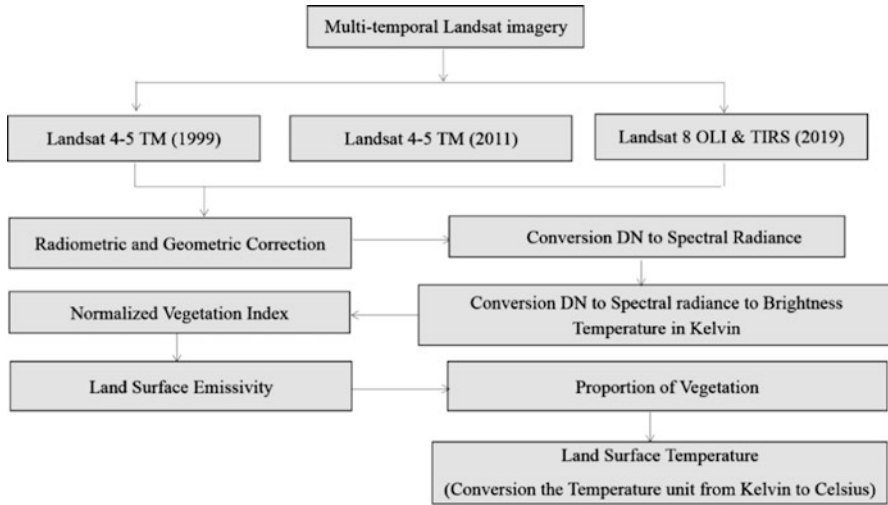 Multi-temporal Landsat imagery
Landsat 4-5 TM (1999)
Landsat 4-5 TM (2011)
Landsat 8 OLI & TIRS (2019)
Radiometric and Geometric Correction
Conversion DN to Spectral Radiance
Normalized Vegetation Index
Conversion DN to Spectral radiance to Brightness
Temperature in Kelvin
Land Surface Emissivity
Proportion of Vegetation
Land Surface Temperature
(Conversion the Temperature unit from Kelvin to Celsius)